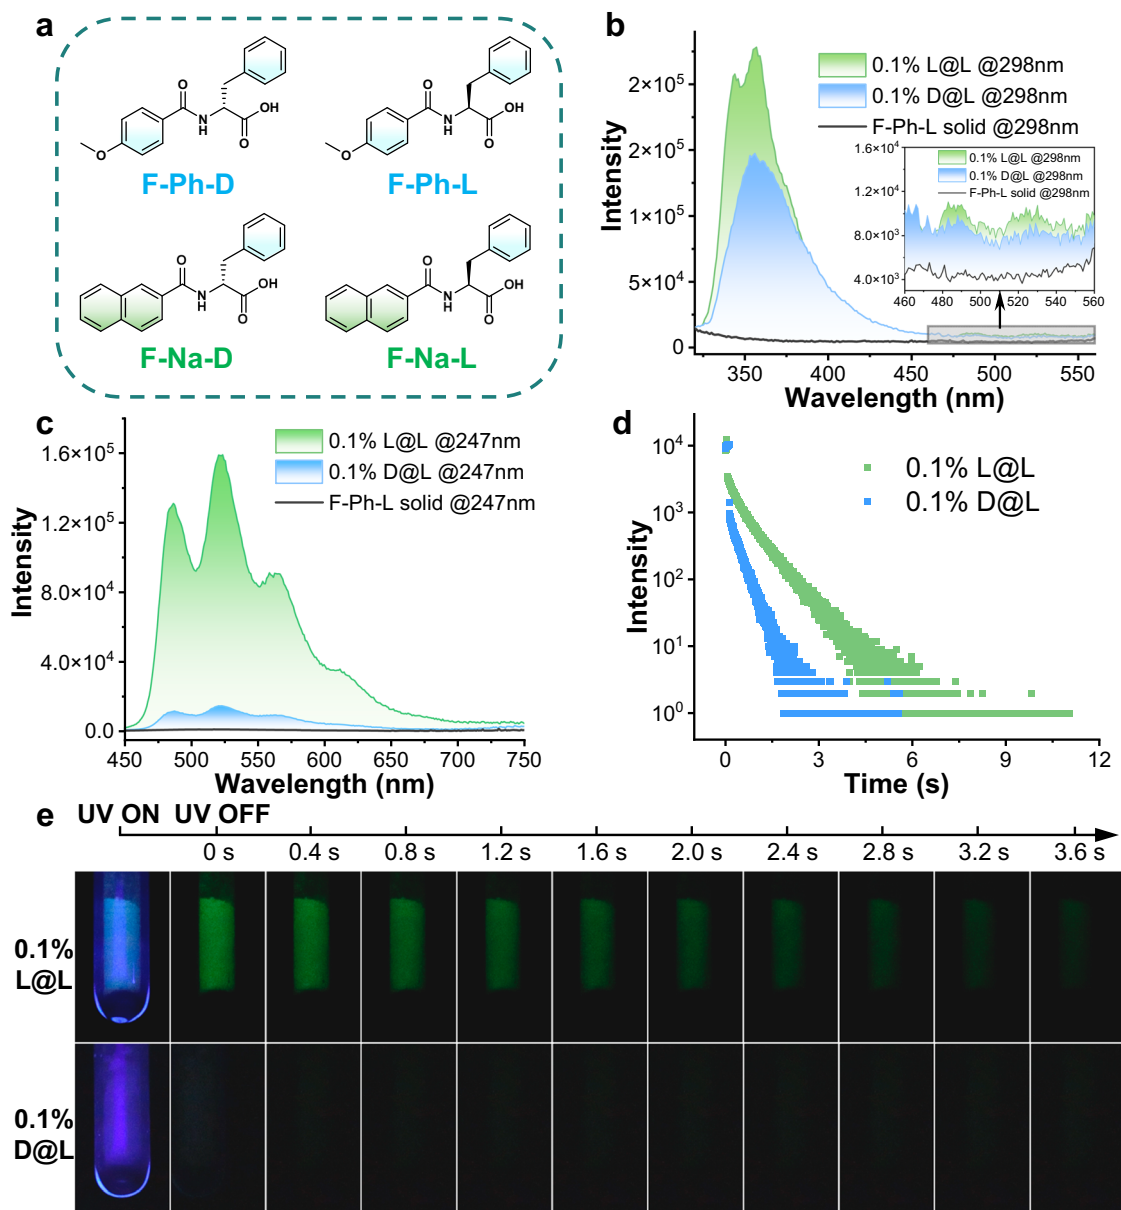 a
O
N
H
OH
O
O
F-Ph-D
O
N
H
OH
O
O
F-Ph-L
O
N
H
OH
O
F-Na-D
O
N
H
OH
O
F-Na-L
b
Intensity
2×10⁵
2×10⁵
1×10⁵
5×10⁴
0
0.1% L@L @298nm
0.1% D@L @298nm
F-Ph-L solid @298nm
1.6×10⁴
1.2×10⁴
8.0×10³
4.0×10³
0.1% L@L @298nm
0.1% D@L @298nm
F-Ph-L solid @298nm
460 480 500 520 540 560
350 400 450 500 550
Wavelength (nm)
c
Intensity
1.6×10⁵
1.2×10⁵
8.0×10⁴
4.0×10⁴
0.0
0.1% L@L @247nm
0.1% D@L @247nm
F-Ph-L solid @247nm
450 500 550 600 650 700 750
Wavelength (nm)
d
Intensity
10⁴
10³
10²
10¹
10⁰
0.1% L@L
0.1% D@L
0 3 6 9 12
Time (s)
e
UV ON UV OFF
0 s 0.4 s 0.8 s 1.2 s 1.6 s 2.0 s 2.4 s 2.8 s 3.2 s 3.6 s
0.1%
L@L
0.1%
D@L